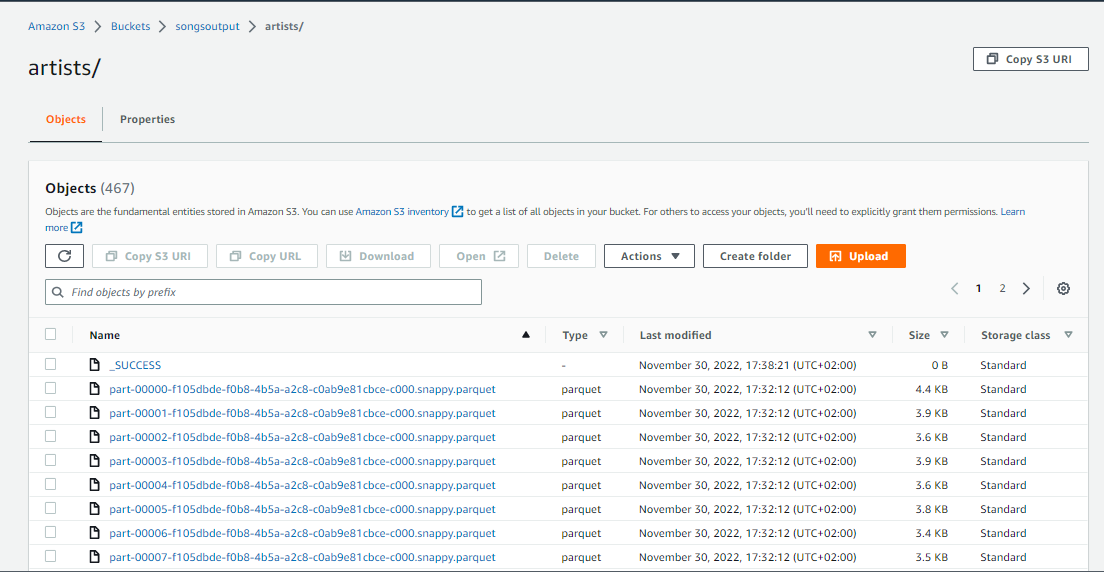 Amazon S3 > Buckets > songsoutput > artists/
artists/
Copy S3 URI
Objects Properties
Objects (467)
Objects are the fundamental entities stored in Amazon S3. You can use Amazon S3 inventory to get a list of all objects in your bucket. For others to access your objects, you'll need to explicitly grant them permissions. Learn
more
Copy S3 URI Copy URL Download Open Delete Actions Create folder Upload
Find objects by prefix
1 2
Name Type Last modified Size Storage class
_SUCCESS - November 30, 2022, 17:38:21 (UTC+02:00) 0 B Standard
part-00000-f105dbde-f0b8-4b5a-a2c8-c0ab9e81cbce-c000.snappy.parquet parquet November 30, 2022, 17:32:12 (UTC+02:00) 4.4 KB Standard
part-00001-f105dbde-f0b8-4b5a-a2c8-c0ab9e81cbce-c000.snappy.parquet parquet November 30, 2022, 17:32:12 (UTC+02:00) 3.9 KB Standard
part-00002-f105dbde-f0b8-4b5a-a2c8-c0ab9e81cbce-c000.snappy.parquet parquet November 30, 2022, 17:32:12 (UTC+02:00) 3.6 KB Standard
part-00003-f105dbde-f0b8-4b5a-a2c8-c0ab9e81cbce-c000.snappy.parquet parquet November 30, 2022, 17:32:12 (UTC+02:00) 3.9 KB Standard
part-00004-f105dbde-f0b8-4b5a-a2c8-c0ab9e81cbce-c000.snappy.parquet parquet November 30, 2022, 17:32:12 (UTC+02:00) 3.6 KB Standard
part-00005-f105dbde-f0b8-4b5a-a2c8-c0ab9e81cbce-c000.snappy.parquet parquet November 30, 2022, 17:32:12 (UTC+02:00) 3.8 KB Standard
part-00006-f105dbde-f0b8-4b5a-a2c8-c0ab9e81cbce-c000.snappy.parquet parquet November 30, 2022, 17:32:12 (UTC+02:00) 3.4 KB Standard
part-00007-f105dbde-f0b8-4b5a-a2c8-c0ab9e81cbce-c000.snappy.parquet parquet November 30, 2022, 17:32:12 (UTC+02:00) 3.5 KB Standard